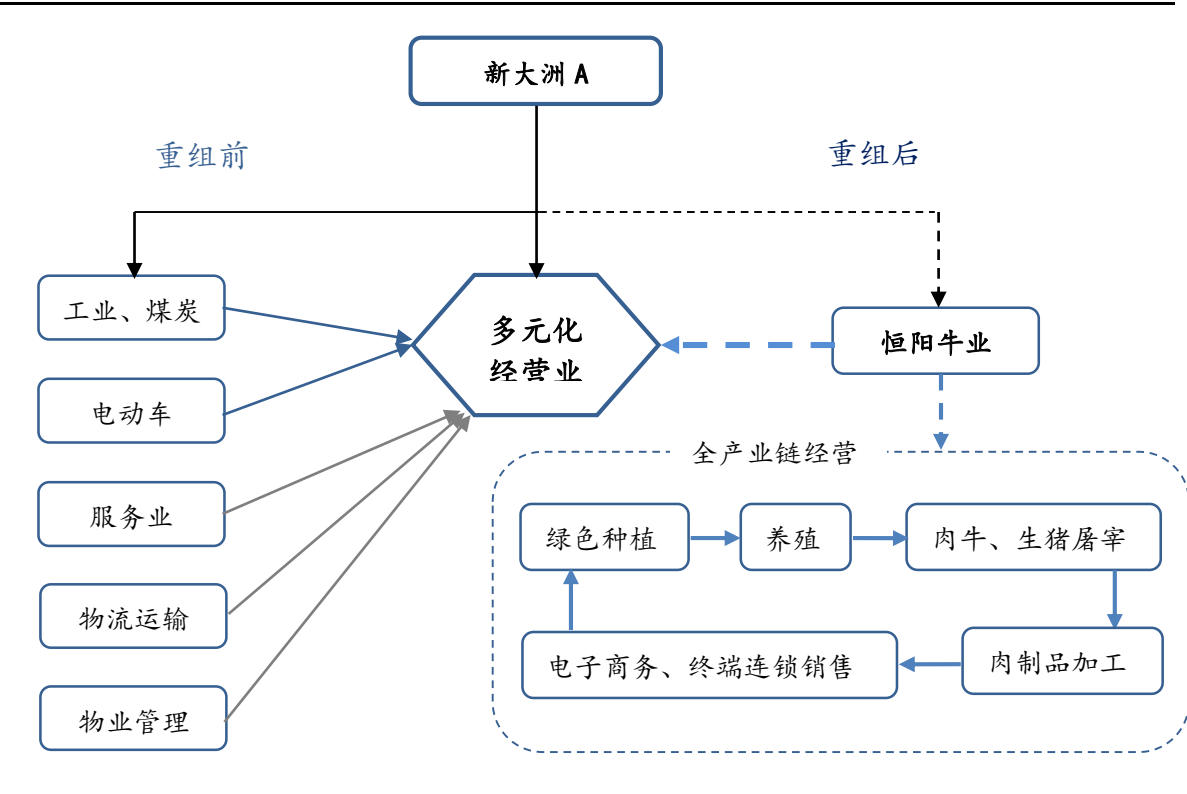 新大洲 A
重组前
重组后
工业、煤炭
多元化
经营业
恒阳牛业
电动车
全产业链经营
服务业
绿色种植
养殖
肉牛、生猪屠宰
物流运输
电子商务、终端连锁销售
肉制品加工
物业管理